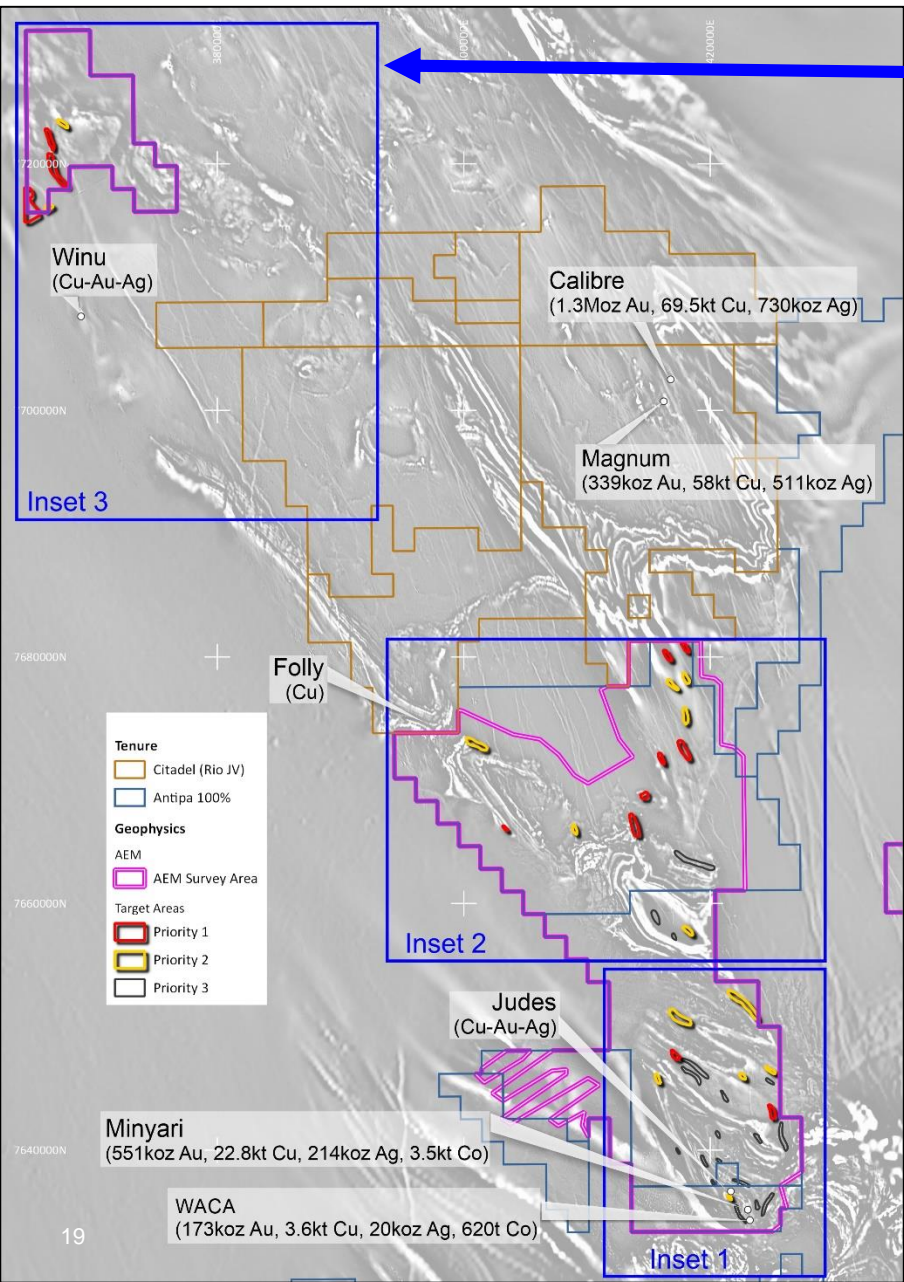 380000E
400000E
420000E
720000N
Winu
(Cu-Au-Ag)
Calibre
(1.3Moz Au, 69.5kt Cu, 730koz Ag)
700000N
Magnum
(339koz Au, 58kt Cu, 511koz Ag)
Inset 3
7680000N
Folly
(Cu)
Tenure
Citadel (Rio JV)
Antipa 100%
Geophysics
AEM
AEM Survey Area
Target Areas
Priority 1
Priority 2
Priority 3
7660000N
Inset 2
Judes
(Cu-Au-Ag)
Minyari
(551koz Au, 22.8kt Cu, 214koz Ag, 3.5kt Co)
7640000N
WACA
(173koz Au, 3.6kt Cu, 20koz Ag, 620t Co)
19
Inset 1